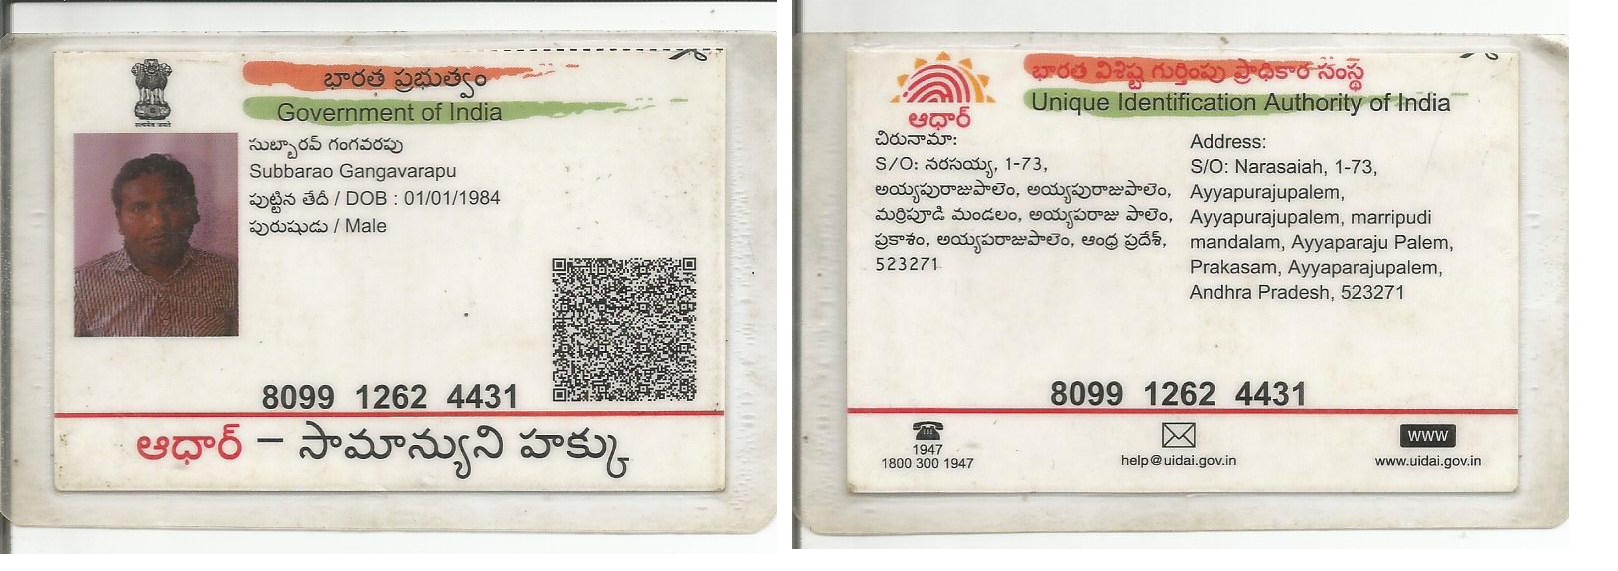 భారత ప్రభుత్వం
Government of India
सत्यमेव जयते
సుబ్బారావ్ గంగవరపు
Subbarao Gangavarapu
పుట్టిన తేదీ / DOB : 01/01/1984
పురుషుడు / Male
8099 1262 4431
ఆధార్ – సామాన్యుని హక్కు
భారత విశిష్ట గుర్తింపు ప్రాధికార సంస్థ
Unique Identification Authority of India
ఆధార్
చిరునామా:
S/O: నరసయ్య, 1-73,
అయ్యపురాజుపాలెం, అయ్యపురాజుపాలెం,
మర్రిపూడి మండలం, అయ్యపరాజు పాలెం,
ప్రకాశం, అయ్యపరాజుపాలెం, ఆంధ్ర ప్రదేశ్,
523271
Address:
S/O: Narasaiah, 1-73,
Ayyapurajupalem,
Ayyapurajupalem, marripudi
mandalam, Ayyaparaju Palem,
Prakasam, Ayyaparajupalem,
Andhra Pradesh, 523271
8099 1262 4431
1947
1800 300 1947
help@uidai.gov.in
www
www.uidai.gov.in